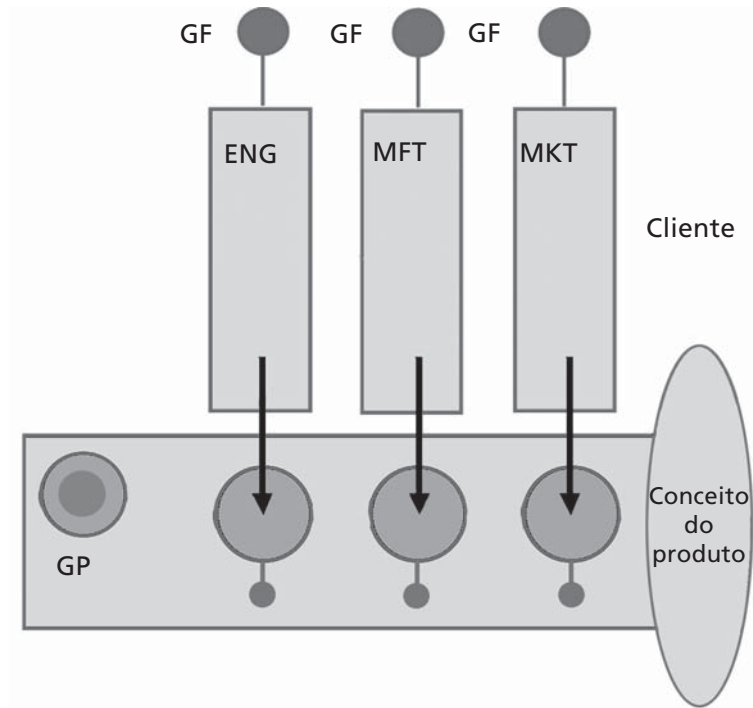 GF GF GF
ENG MFT MKT
Cliente
Conceito
do
produto
GP